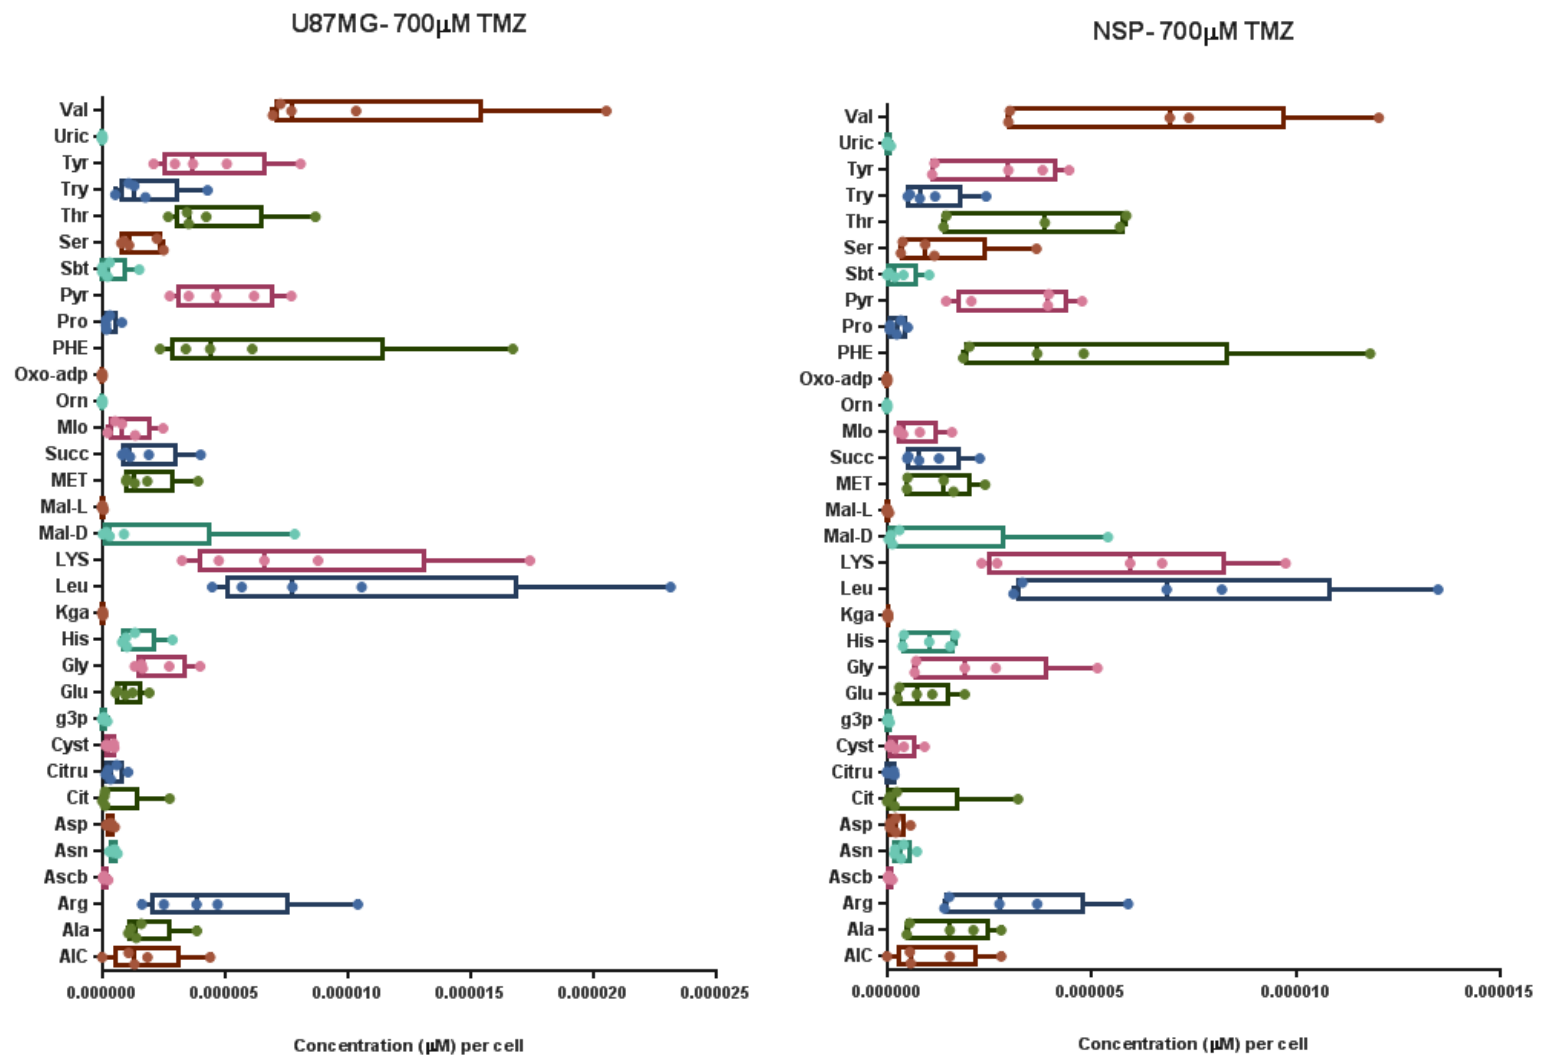 U87MG- 700µM TMZ
Val
Uric
Tyr
Try
Thr
Ser
Sbt
Pyr
Pro
PHE
Oxo-adp
Orn
Mlo
Succ
MET
Mal-L
Mal-D
LYS
Leu
Kga
His
Gly
Glu
g3p
Cyst
Citru
Cit
Asp
Asn
Ascb
Arg
Ala
AIC
0.000000 0.000005 0.000010 0.000015 0.000020 0.000025
Concentration (µM) per cell
NSP- 700µM TMZ
Val
Uric
Tyr
Try
Thr
Ser
Sbt
Pyr
Pro
PHE
Oxo-adp
Orn
Mlo
Succ
MET
Mal-L
Mal-D
LYS
Leu
Kga
His
Gly
Glu
g3p
Cyst
Citru
Cit
Asp
Asn
Ascb
Arg
Ala
AIC
0.000000 0.000005 0.000010 0.000015
Concentration (µM) per cell